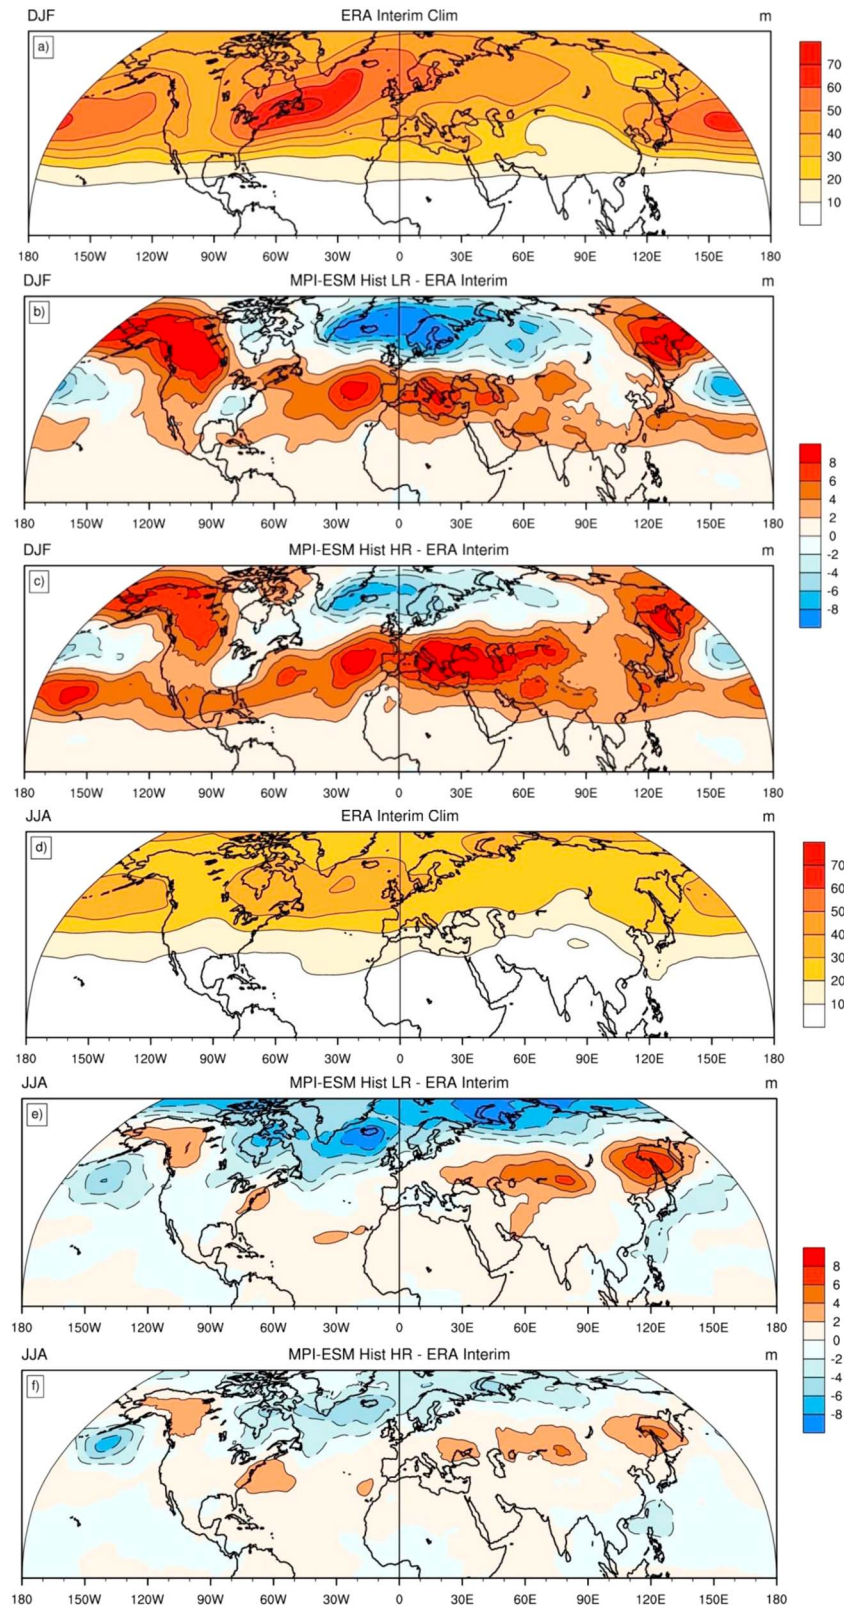 DJF ERA Interim Clim m
a)
70
60
50
40
30
20
10
180 150W 120W 90W 60W 30W 0 30E 60E 90E 120E 150E 180
DJF MPI-ESM Hist LR - ERA Interim m
b)
180 150W 120W 90W 60W 30W 0 30E 60E 90E 120E 150E 180
8
6
4
2
0
-2
-4
-6
-8
DJF MPI-ESM Hist HR - ERA Interim m
c)
180 150W 120W 90W 60W 30W 0 30E 60E 90E 120E 150E 180
JJA ERA Interim Clim m
d)
70
60
50
40
30
20
10
180 150W 120W 90W 60W 30W 0 30E 60E 90E 120E 150E 180
JJA MPI-ESM Hist LR - ERA Interim m
e)
180 150W 120W 90W 60W 30W 0 30E 60E 90E 120E 150E 180
8
6
4
2
0
-2
-4
-6
-8
JJA MPI-ESM Hist HR - ERA Interim m
f)
180 150W 120W 90W 60W 30W 0 30E 60E 90E 120E 150E 180